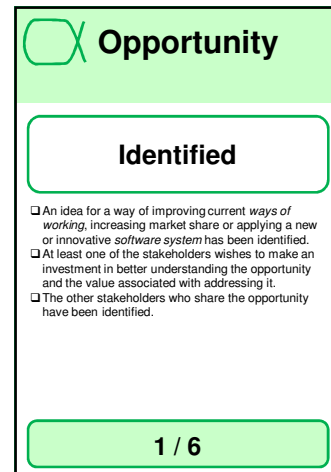 Opportunity
Identified
❑ An idea for a way of improving current ways of
working, increasing market share or applying a new
or innovative software system has been identified.
❑ At least one of the stakeholders wishes to make an
investment in better understanding the opportunity
and the value associated with addressing it.
❑ The other stakeholders who share the opportunity
have been identified.
1 / 6